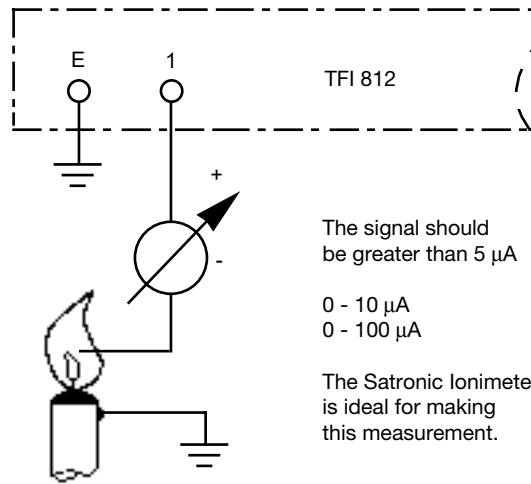 E 1
TFI 812
+
-
The signal should
be greater than 5 µA
0 - 10 µA
0 - 100 µA
The Satronic Ionimete
is ideal for making
this measurement.